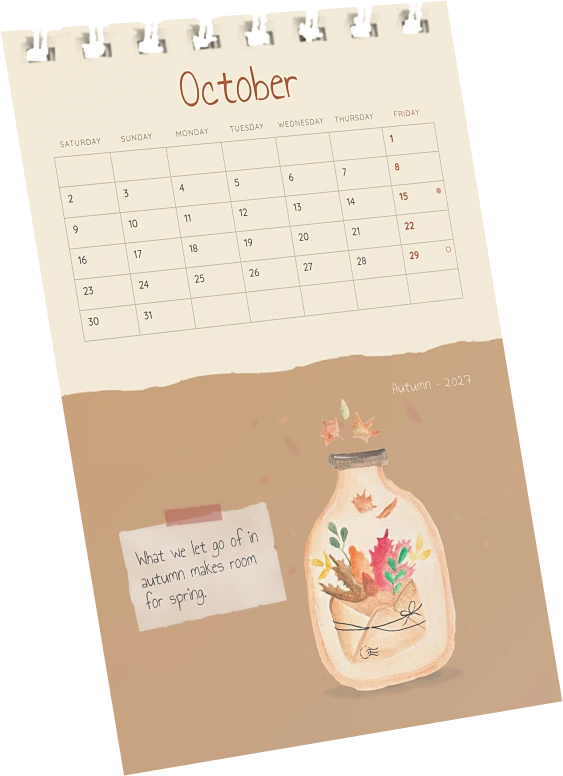 October
SATURDAY SUNDAY MONDAY TUESDAY WEDNESDAY THURSDAY FRIDAY
1
2 3 4 5 6 7 8
9 10 11 12 13 14 15
16 17 18 19 20 21 22
23 24 25 26 27 28 29
30 31
Autumn · 2027
What we let go of in
autumn makes room
for spring.